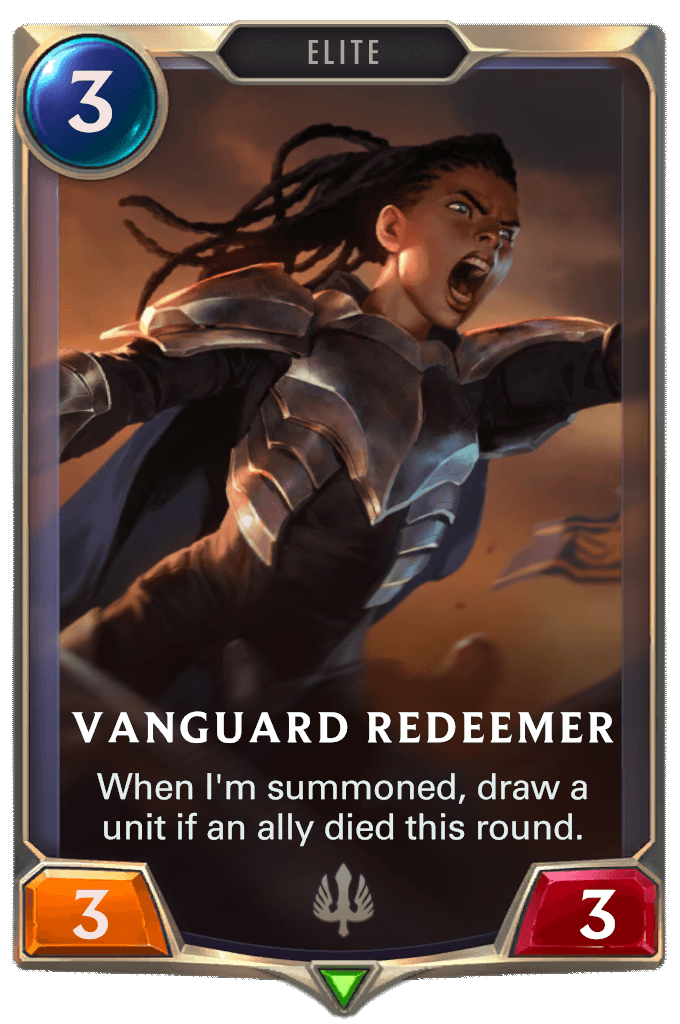 ELITE
3
VANGUARD REDEEMER
When I'm summoned, draw a
unit if an ally died this round.
3
3